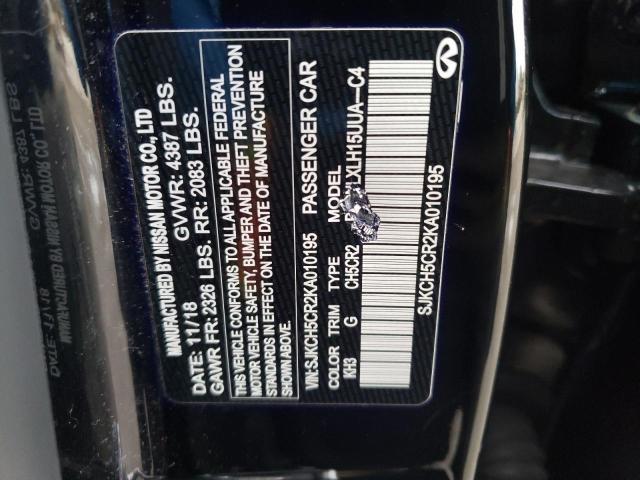 MANUFACTURED BY NISSAN MOTOR CO., LTD
DATE: 11/18 GVWR: 4387 LBS.
GAWR FR: 2326 LBS. RR: 2083 LBS.
THIS VEHICLE CONFORMS TO ALL APPLICABLE FEDERAL
MOTOR VEHICLE SAFETY, BUMPER AND THEFT PREVENTION
STANDARDS IN EFFECT ON THE DATE OF MANUFACTURE
SHOWN ABOVE.
VIN:SJKCH5CR2KA010195 PASSENGER CAR
COLOR TRIM TYPE MODEL
KH3 G CH5CR2 LXLH15UUA-C4
SJKCH5CR2KA010195